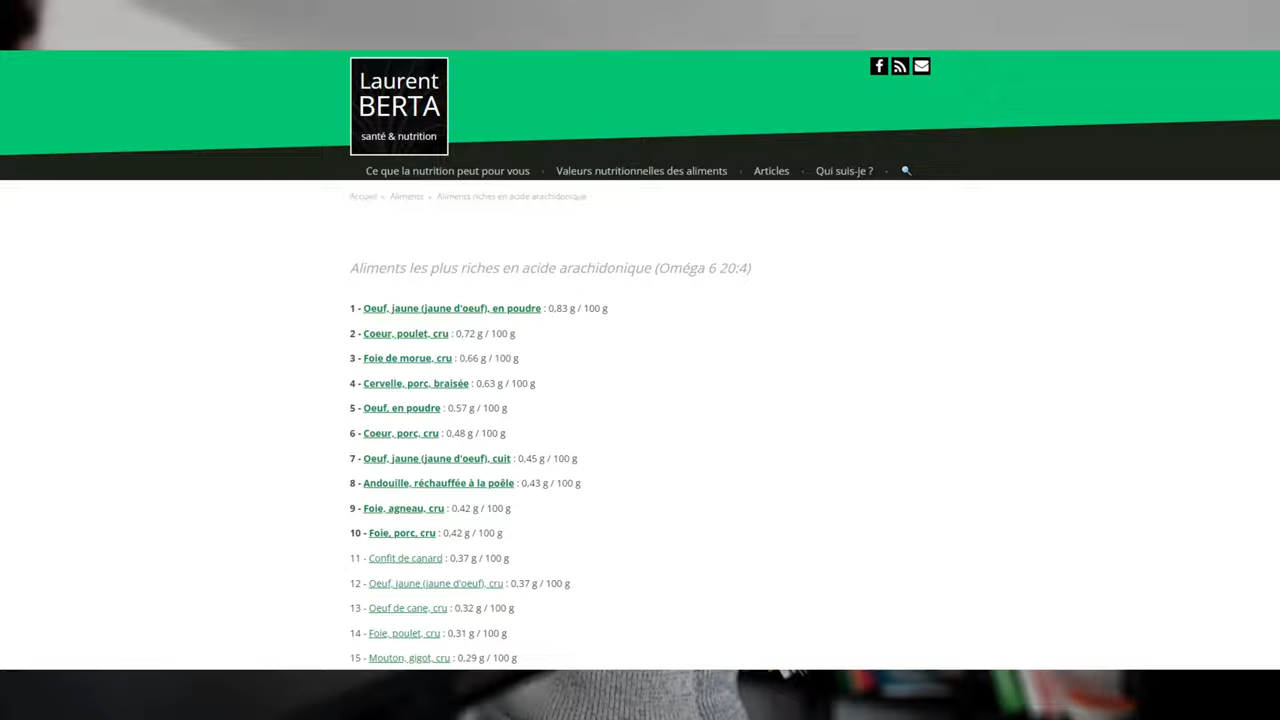 Laurent
BERTA
santé & nutrition
Ce que la nutrition peut pour vous · Valeurs nutritionnelles des aliments · Articles · Qui suis-je ? ·
Accueil » Aliments » Aliments riches en acide arachidonique
Aliments les plus riches en acide arachidonique (Oméga 6 20:4)
1 - Oeuf, jaune (jaune d'oeuf), en poudre : 0,83 g / 100 g
2 - Coeur, poulet, cru : 0,72 g / 100 g
3 - Foie de morue, cru : 0,66 g / 100 g
4 - Cervelle, porc, braisée : 0,63 g / 100 g
5 - Oeuf, en poudre : 0.57 g / 100 g
6 - Coeur, porc, cru : 0,48 g / 100 g
7 - Oeuf, jaune (jaune d'oeuf), cuit : 0,45 g / 100 g
8 - Andouille, réchauffée à la poêle : 0,43 g / 100 g
9 - Foie, agneau, cru : 0.42 g / 100 g
10 - Foie, porc, cru : 0,42 g / 100 g
11 - Confit de canard : 0.37 g / 100 g
12 - Oeuf, jaune (jaune d'oeuf), cru : 0,37 g / 100 g
13 - Oeuf de cane, cru : 0.32 g / 100 g
14 - Foie, poulet, cru : 0,31 g / 100 g
15 - Mouton, gigot, cru : 0,29 g / 100 g